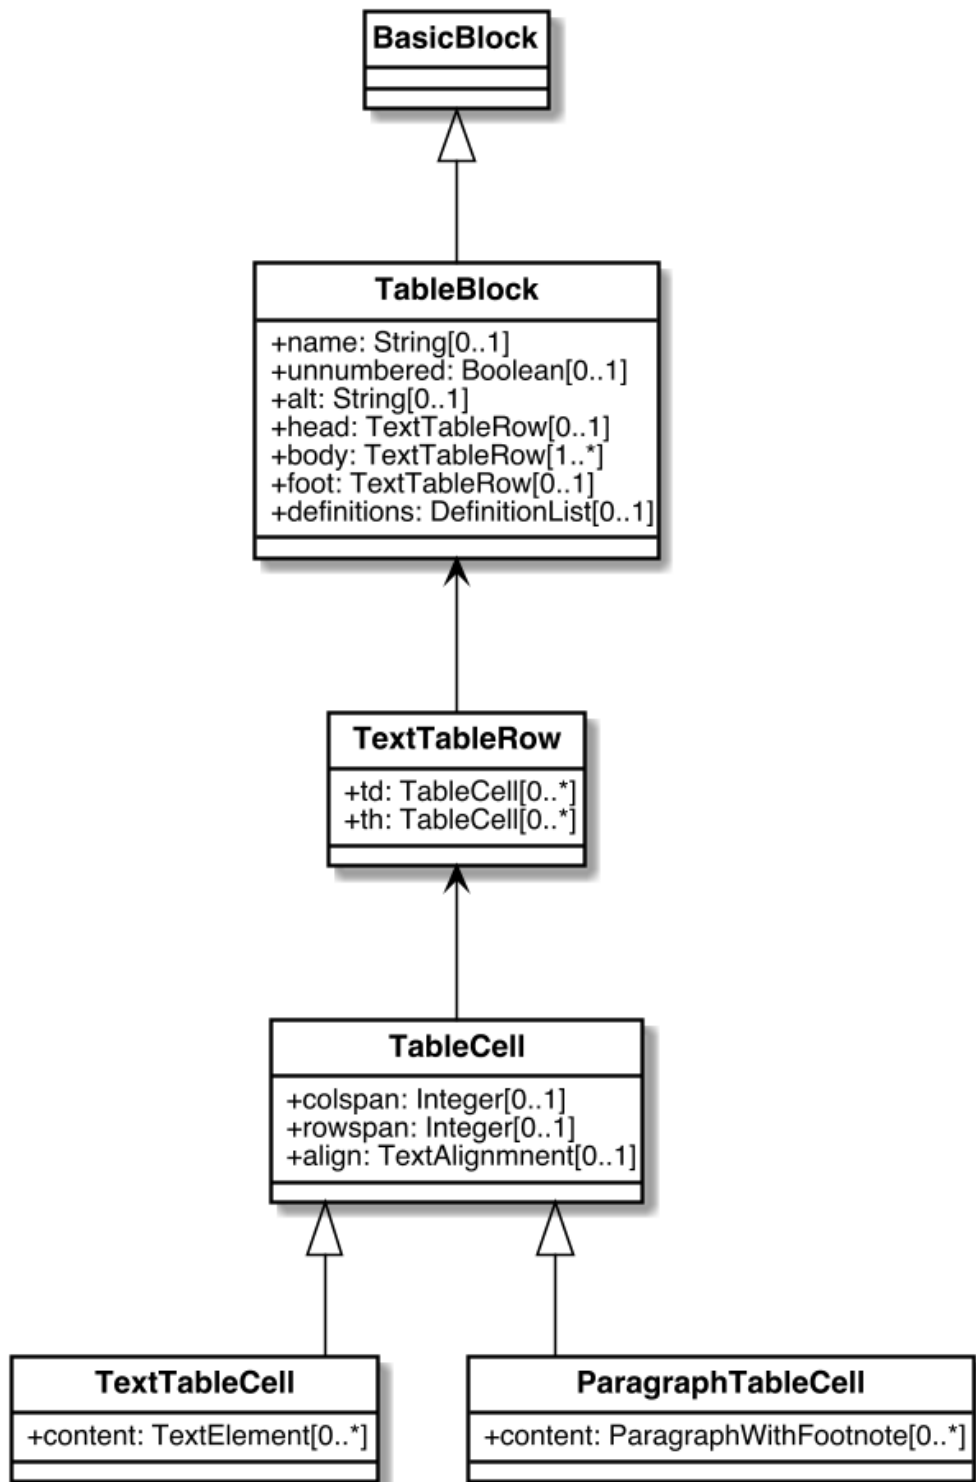 BasicBlock
TableBlock
+name: String[0..1]
+unnumbered: Boolean[0..1]
+alt: String[0..1]
+head: TextTableRow[0..1]
+body: TextTableRow[1..*]
+foot: TextTableRow[0..1]
+definitions: DefinitionList[0..1]
TextTableRow
+td: TableCell[0..*]
+th: TableCell[0..*]
TableCell
+colspan: Integer[0..1]
+rowspan: Integer[0..1]
+align: TextAlignmnent[0..1]
TextTableCell
+content: TextElement[0..*]
ParagraphTableCell
+content: ParagraphWithFootnote[0..*]